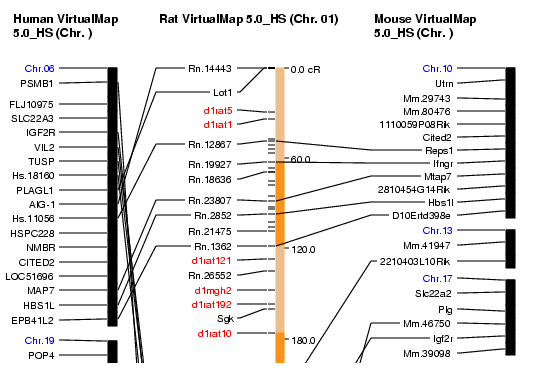 Human VirtualMap
5.0_HS (Chr. )
Chr.06
PSMB1
FLJ10975
SLC22A3
IGF2R
VIL2
TUSP
Hs.18160
PLAGL1
AIG-1
Hs.11056
HSPC228
NMBR
CITED2
LOC51696
MAP7
HBS1L
EPB41L2
Chr.19
POP4
Rat VirtualMap 5.0_HS (Chr. 01)
Rn.14443
Lot1
d1rat5
d1rat1
Rn.12867
Rn.19927
Rn.18636
Rn.23807
Rn.2852
Rn.21475
Rn.1362
d1rat121
Rn.26552
d1mgh2
d1rat192
Sgk
d1rat10
0.0 cR
60.0
120.0
180.0
Mouse VirtualMap
5.0_HS (Chr. )
Chr.10
Utrn
Mm.29743
Mm.80476
1110059P08Rik
Cited2
Reps1
Ifngr
Mtap7
2810454G14Rik
Hbs1l
D10Ertd398e
Chr.13
Mm.41947
2210403L10Rik
Chr.17
Slc22a2
Plg
Mm.46750
Igf2r
Mm.39098